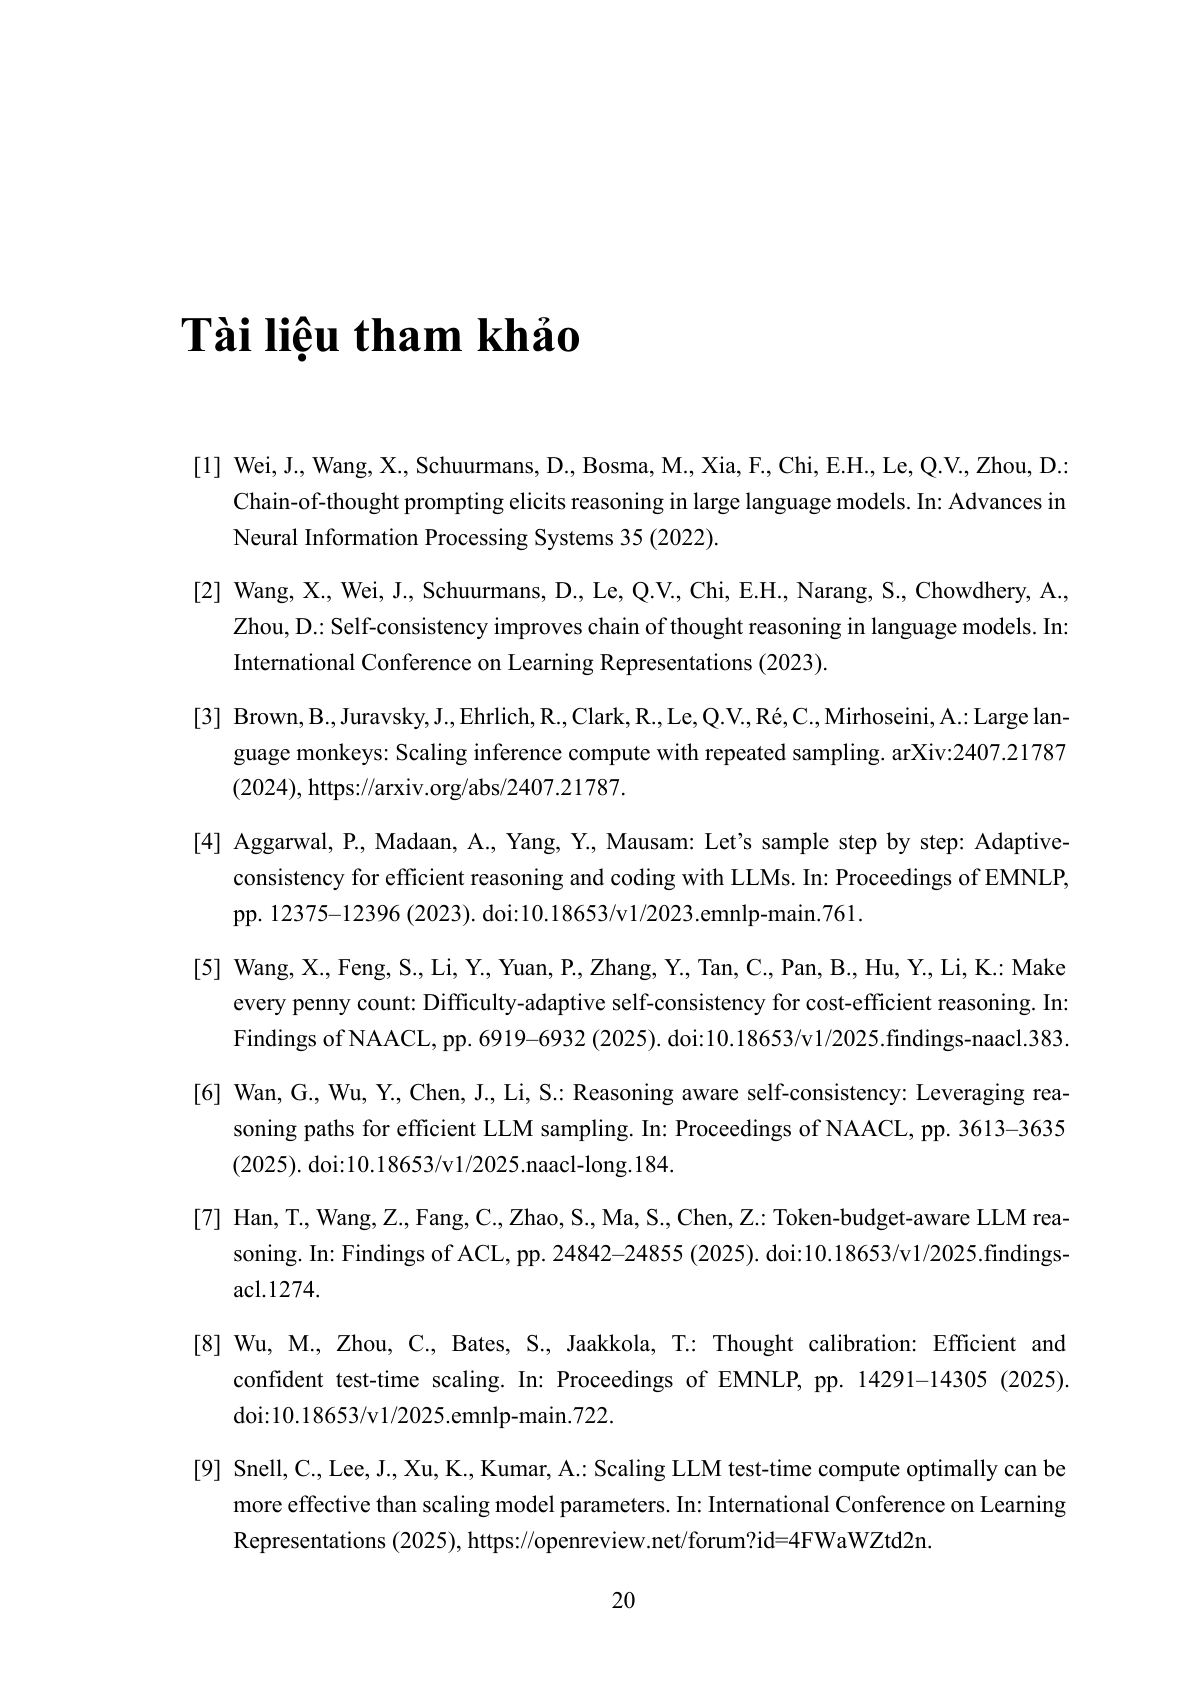 Tài liệu tham khảo
[1] Wei, J., Wang, X., Schuurmans, D., Bosma, M., Xia, F., Chi, E.H., Le, Q.V., Zhou, D.:
Chain-of-thought prompting elicits reasoning in large language models. In: Advances in
Neural Information Processing Systems 35 (2022).
[2] Wang, X., Wei, J., Schuurmans, D., Le, Q.V., Chi, E.H., Narang, S., Chowdhery, A.,
Zhou, D.: Self-consistency improves chain of thought reasoning in language models. In:
International Conference on Learning Representations (2023).
[3] Brown, B., Juravsky, J., Ehrlich, R., Clark, R., Le, Q.V., Ré, C., Mirhoseini, A.: Large lan-
guage monkeys: Scaling inference compute with repeated sampling. arXiv:2407.21787
(2024), https://arxiv.org/abs/2407.21787.
[4] Aggarwal, P., Madaan, A., Yang, Y., Mausam: Let’s sample step by step: Adaptive-
consistency for efficient reasoning and coding with LLMs. In: Proceedings of EMNLP,
pp. 12375–12396 (2023). doi:10.18653/v1/2023.emnlp-main.761.
[5] Wang, X., Feng, S., Li, Y., Yuan, P., Zhang, Y., Tan, C., Pan, B., Hu, Y., Li, K.: Make
every penny count: Difficulty-adaptive self-consistency for cost-efficient reasoning. In:
Findings of NAACL, pp. 6919–6932 (2025). doi:10.18653/v1/2025.findings-naacl.383.
[6] Wan, G., Wu, Y., Chen, J., Li, S.: Reasoning aware self-consistency: Leveraging rea-
soning paths for efficient LLM sampling. In: Proceedings of NAACL, pp. 3613–3635
(2025). doi:10.18653/v1/2025.naacl-long.184.
[7] Han, T., Wang, Z., Fang, C., Zhao, S., Ma, S., Chen, Z.: Token-budget-aware LLM rea-
soning. In: Findings of ACL, pp. 24842–24855 (2025). doi:10.18653/v1/2025.findings-
acl.1274.
[8] Wu, M., Zhou, C., Bates, S., Jaakkola, T.: Thought calibration: Efficient and
confident test-time scaling. In: Proceedings of EMNLP, pp. 14291–14305 (2025).
doi:10.18653/v1/2025.emnlp-main.722.
[9] Snell, C., Lee, J., Xu, K., Kumar, A.: Scaling LLM test-time compute optimally can be
more effective than scaling model parameters. In: International Conference on Learning
Representations (2025), https://openreview.net/forum?id=4FWaWZtd2n.
20